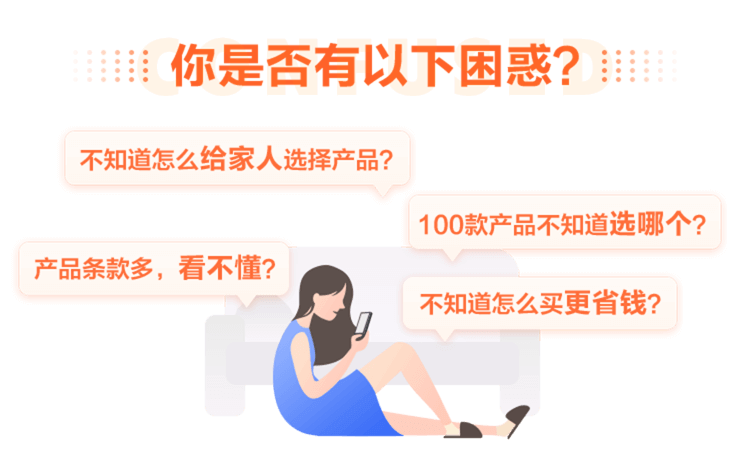 你是否有以下困惑?
不知道怎么给家人选择产品?
100款产品不知道选哪个?
产品条款多，看不懂?
不知道怎么买更省钱?